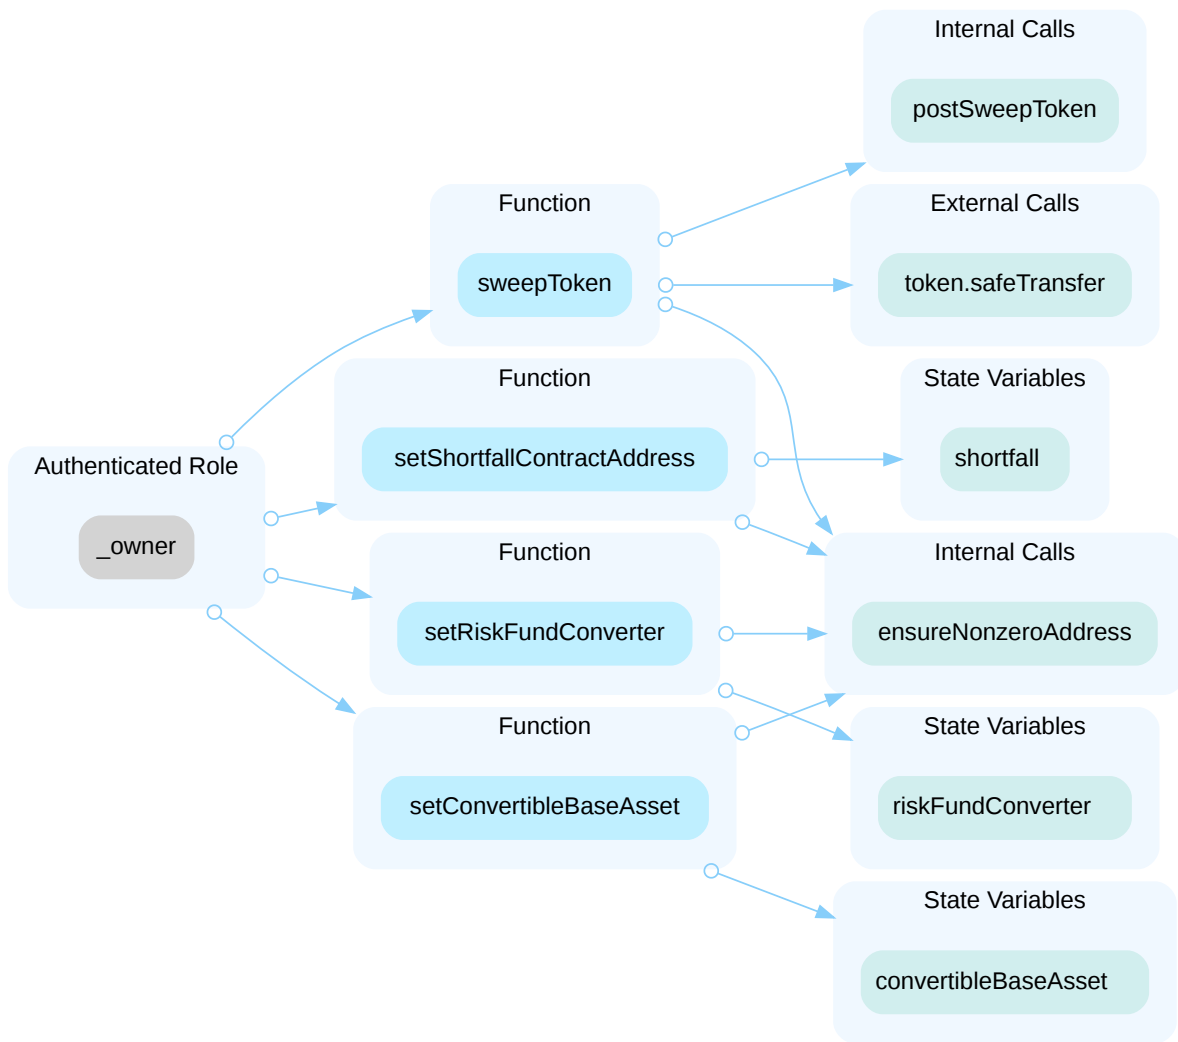 Authenticated Role
_owner
Function
sweepToken
Function
setShortfallContractAddress
Function
setRiskFundConverter
Function
setConvertibleBaseAsset
Internal Calls
postSweepToken
External Calls
token.safeTransfer
State Variables
shortfall
Internal Calls
ensureNonzeroAddress
State Variables
riskFundConverter
State Variables
convertibleBaseAsset